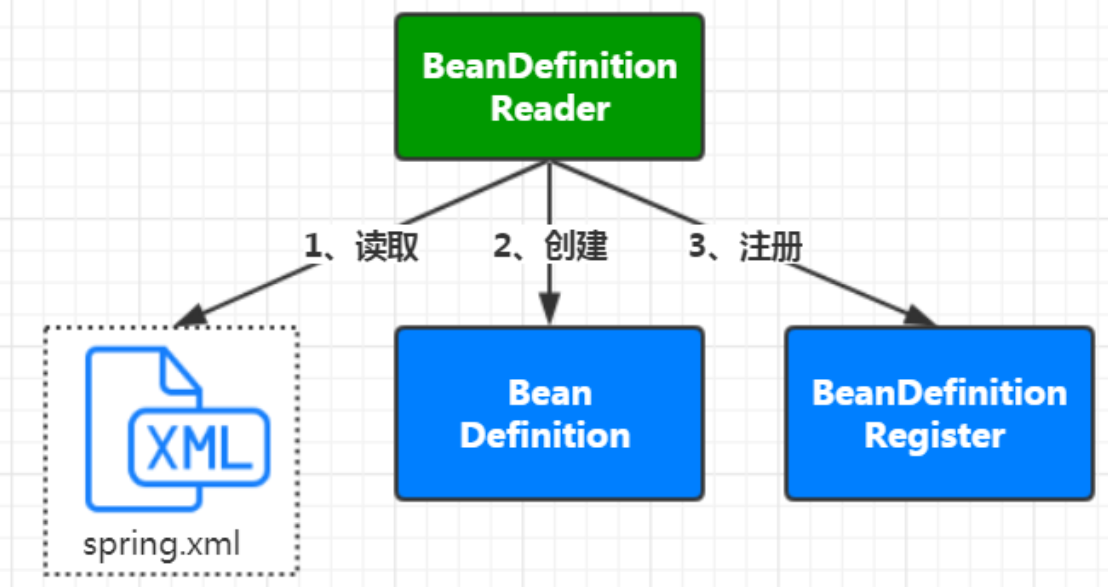 BeanDefinition
Reader
1、读取
2、创建
3、注册
XML
spring.xml
Bean
Definition
BeanDefinition
Register